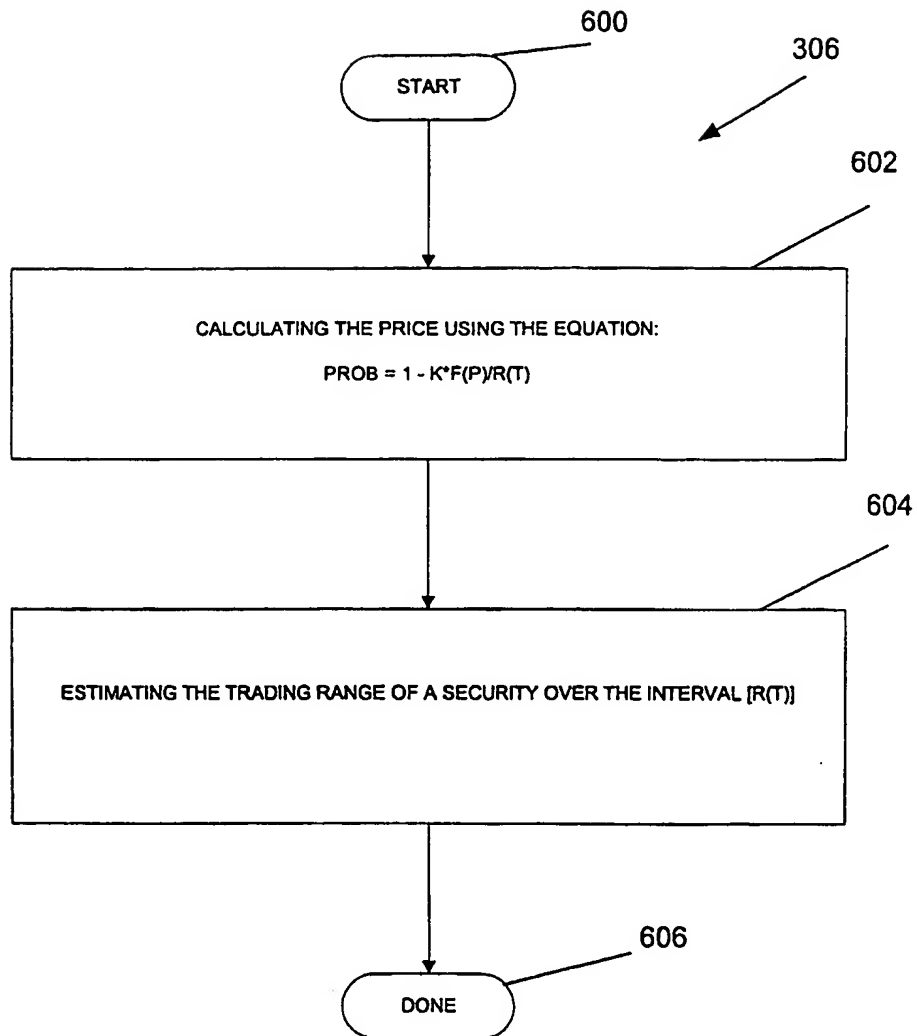 600
START
306
602
CALCULATING THE PRICE USING THE EQUATION:
PROB = 1 - K*F(P)/R(T)
604
ESTIMATING THE TRADING RANGE OF A SECURITY OVER THE INTERVAL [R(T)]
606
DONE